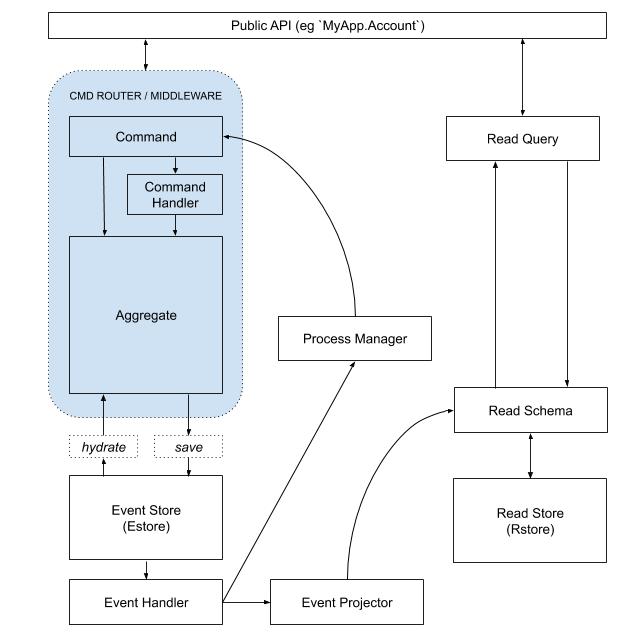 Public API (eg `MyApp.Account`)
CMD ROUTER / MIDDLEWARE
Command
Read Query
Command
Handler
Aggregate
Process Manager
Read Schema
hydrate
save
Event Store
(Estore)
Read Store
(Rstore)
Event Handler
Event Projector